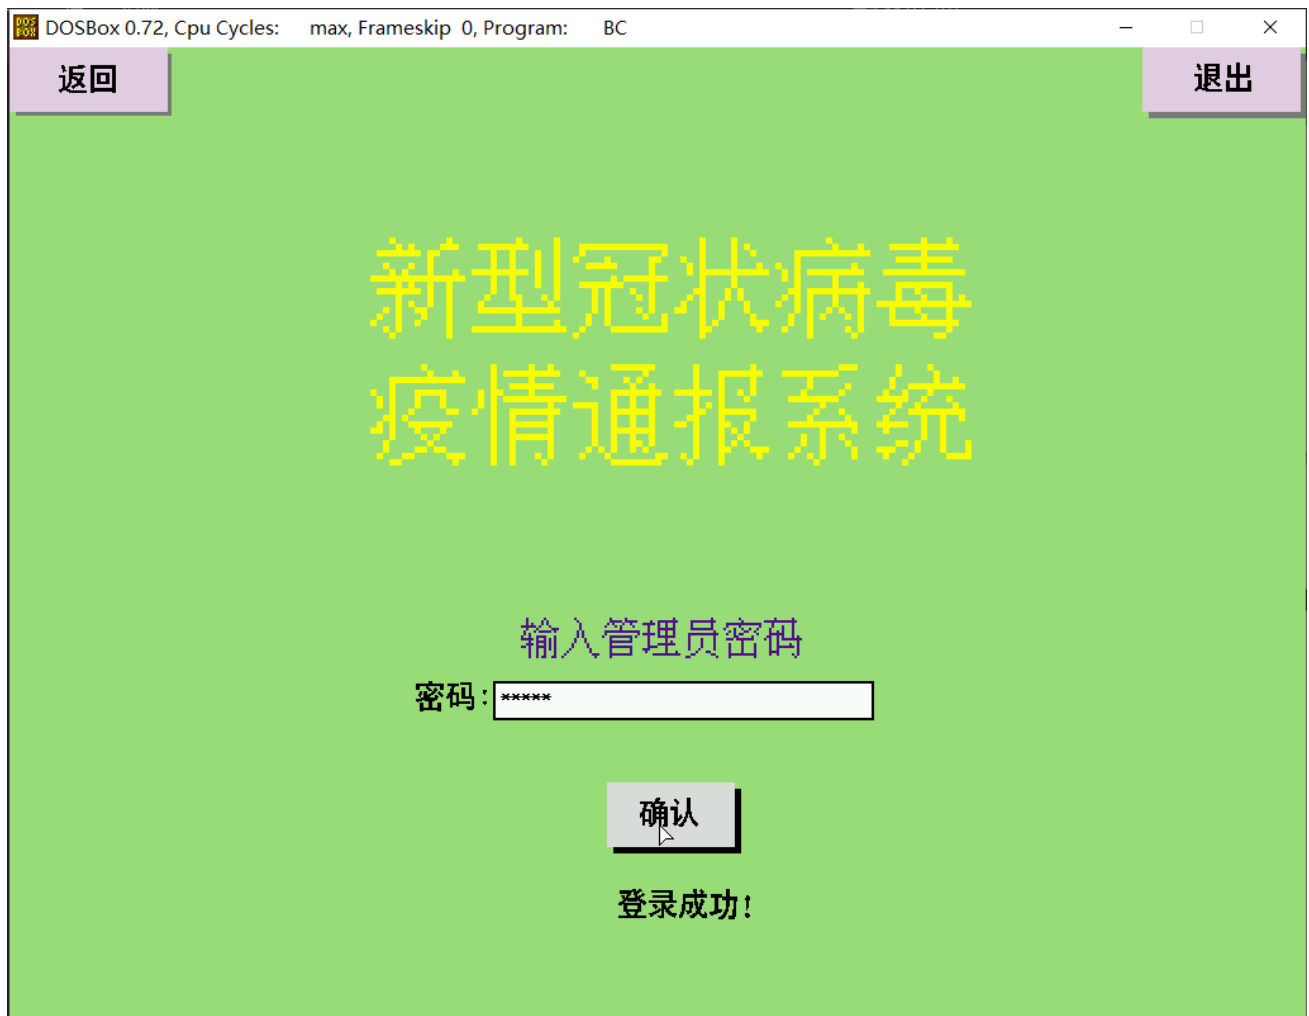 DOSBox 0.72, Cpu Cycles: max, Frameskip 0, Program: BC
返回
退出
新型冠状病毒
疫情通报系统
输入管理员密码
密码:*****
确认
登录成功!